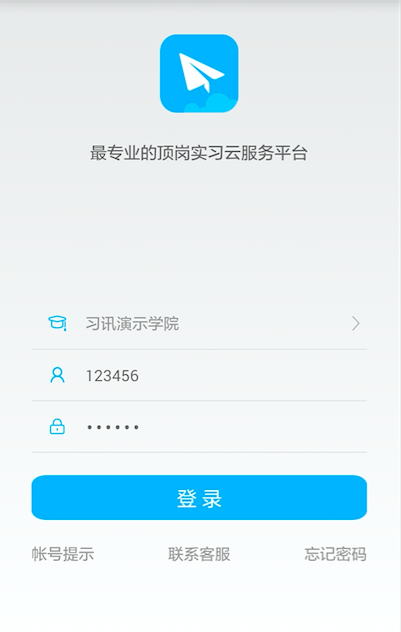 最专业的顶岗实习云服务平台
习讯演示学院
123456
••••••
登录
帐号提示 联系客服 忘记密码